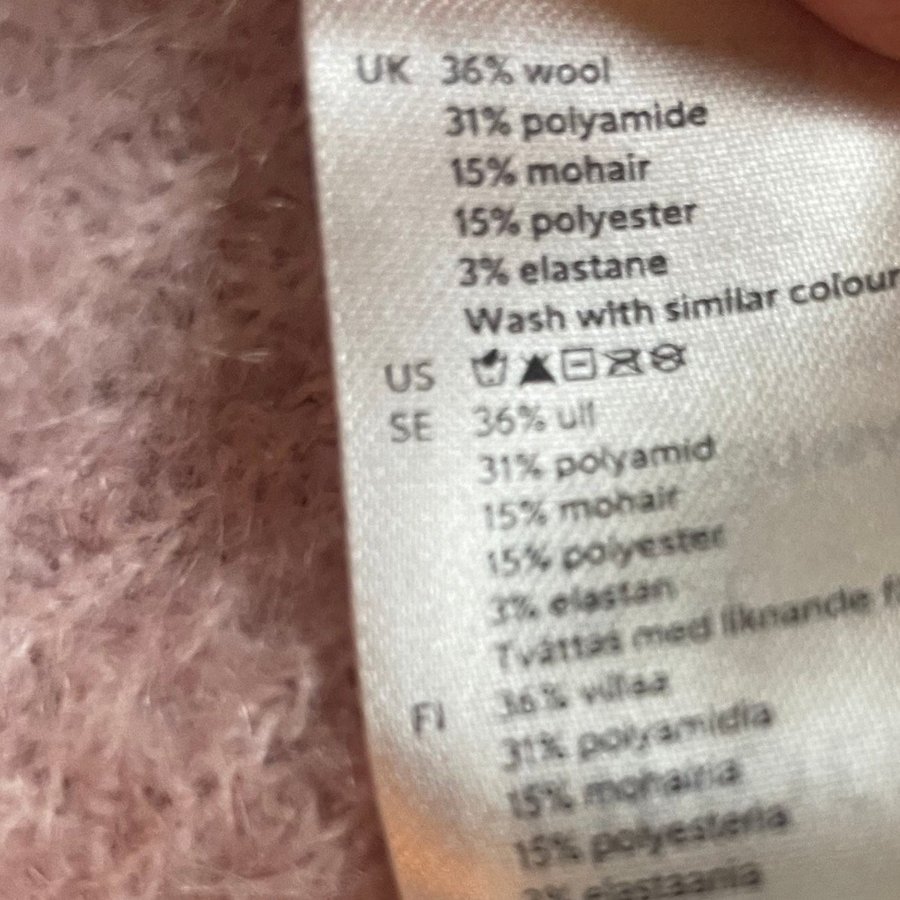 UK 36% wool
31% polyamide
15% mohair
15% polyester
3% elastane
Wash with similar colour
US
SE 36% ull
31% polyamid
15% mohair
15% polyester
3% elastan
Tvättas med liknande
FI 36% villaa
31% polyamidia
15% mohairia
15% polyesteria
3% elastaania